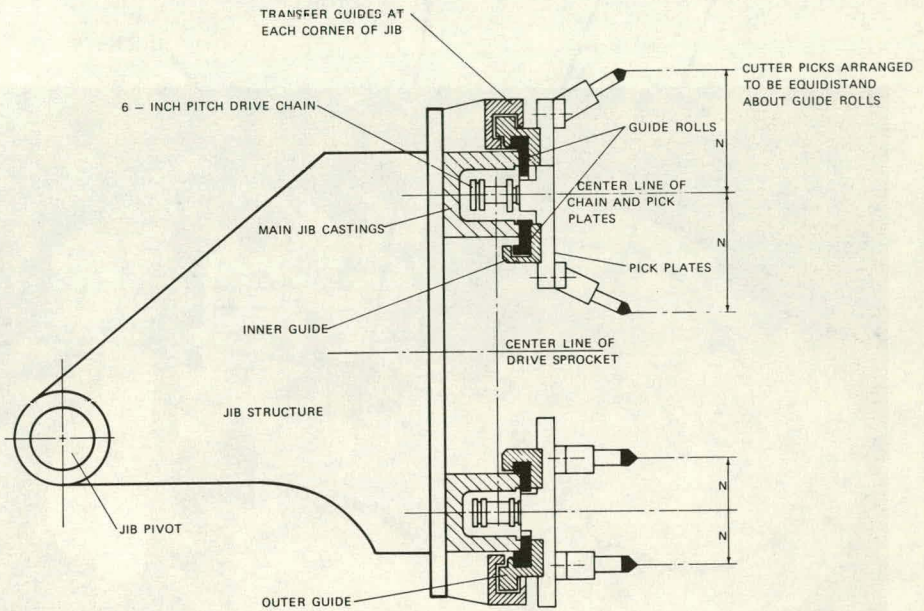 TRANSFER GUIDES AT
EACH CORNER OF JIB
CUTTER PICKS ARRANGED
TO BE EQUIDISTAND
ABOUT GUIDE ROLLS
6 – INCH PITCH DRIVE CHAIN
GUIDE ROLLS
N
CENTER LINE OF
CHAIN AND PICK
PLATES
MAIN JIB CASTINGS
N
PICK PLATES
INNER GUIDE
CENTER LINE OF
DRIVE SPROCKET
JIB STRUCTURE
N
JIB PIVOT
N
OUTER GUIDE